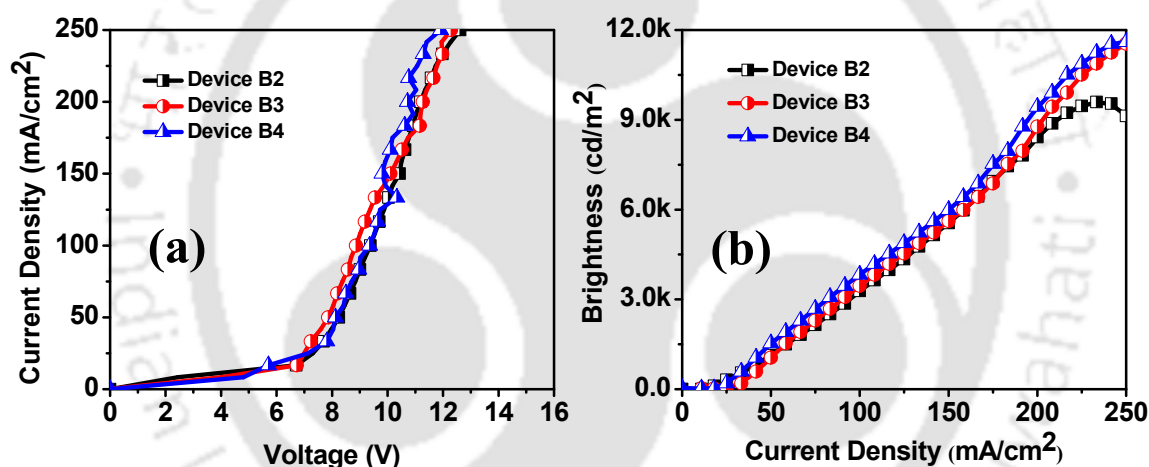 (a)
250
200
150
100
50
0
Current Density (mA/cm2)
Device B2
Device B3
Device B4
0 2 4 6 8 10 12 14 16
Voltage (V)
(b)
12.0k
9.0k
6.0k
3.0k
0.0
Brightness (cd/m2)
Device B2
Device B3
Device B4
0 50 100 150 200 250
Current Density (mA/cm2)
Indian